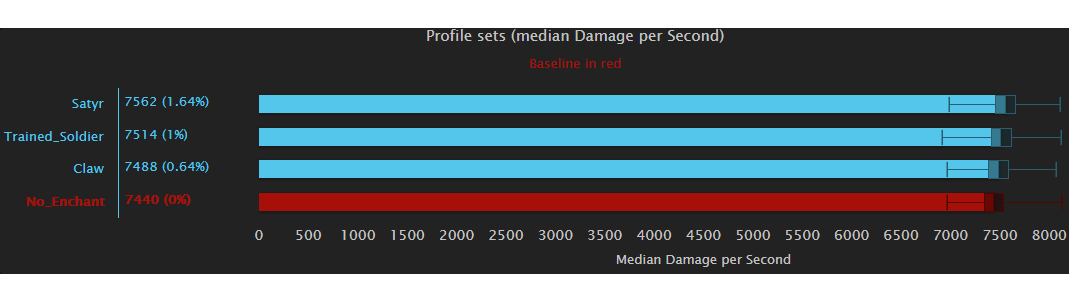 Profile sets (median Damage per Second)
Baseline in red
Satyr 7562 (1.64%)
Trained_Soldier 7514 (1%)
Claw 7488 (0.64%)
No_Enchant 7440 (0%)
0 500 1000 1500 2000 2500 3000 3500 4000 4500 5000 5500 6000 6500 7000 7500 8000
Median Damage per Second